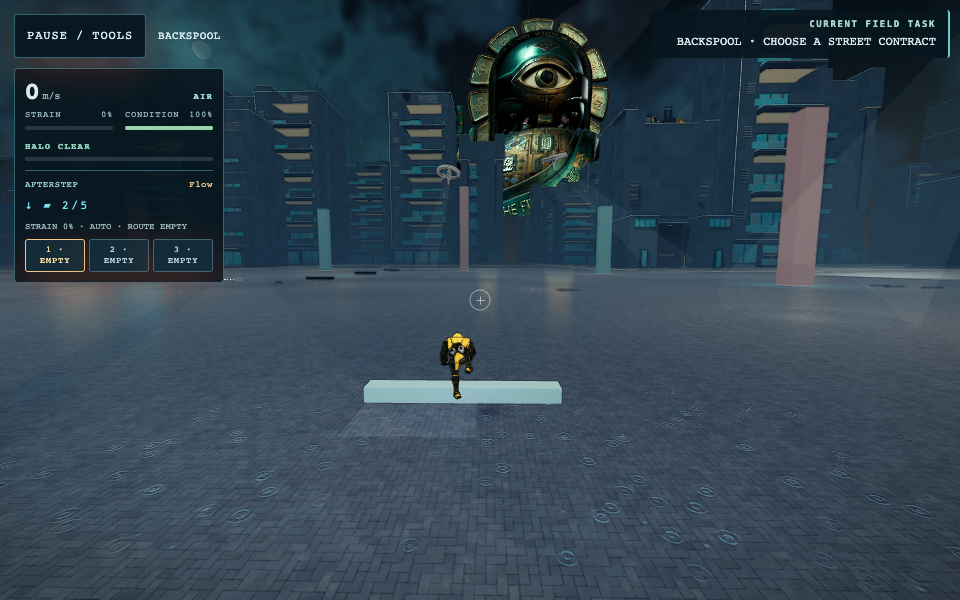 PAUSE / TOOLS
BACKSPOOL
CURRENT FIELD TASK
BACKSPOOL · CHOOSE A STREET CONTRACT
0 m/s
AIR
STRAIN 0%
CONDITION 100%
HALO CLEAR
AFTERSTEP
Flow
↓ ▰ 2/5
STRAIN 0% · AUTO · ROUTE EMPTY
1 ·
EMPTY
2 ·
EMPTY
3 ·
EMPTY